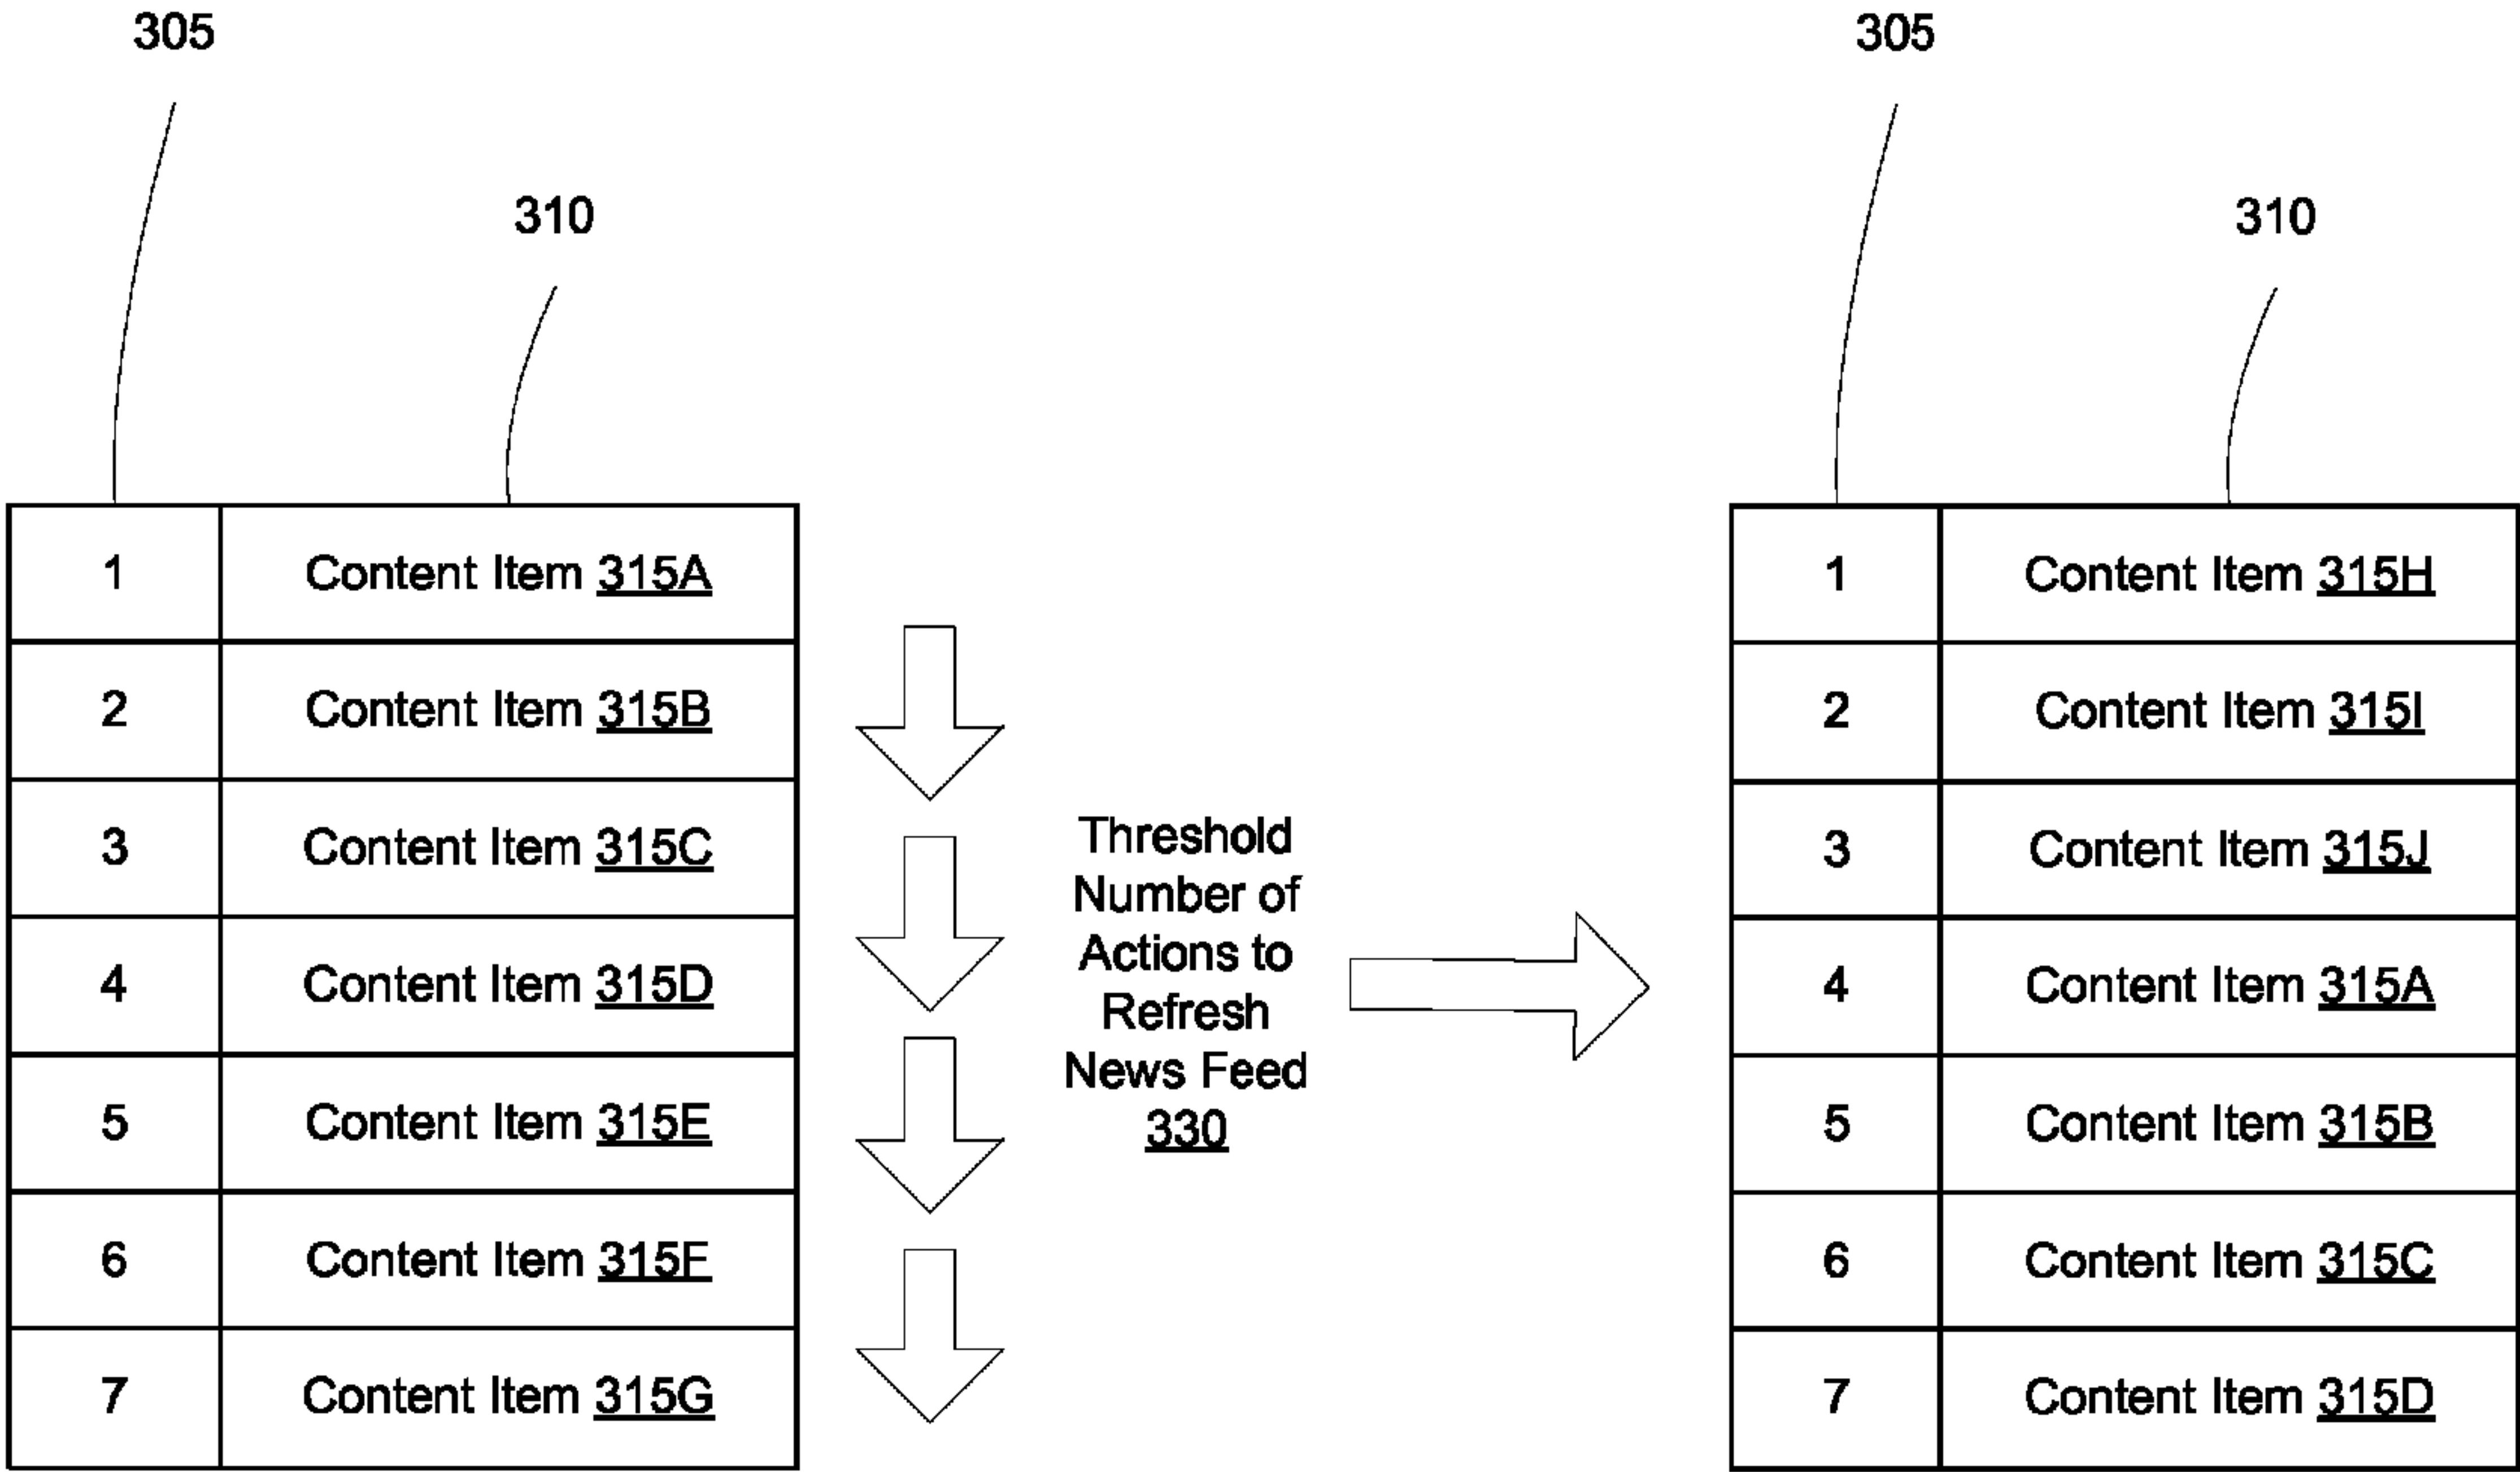 305
310
1 Content Item 315A
2 Content Item 315B
3 Content Item 315C
4 Content Item 315D
5 Content Item 315E
6 Content Item 315F
7 Content Item 315G
Threshold
Number of
Actions to
Refresh
News Feed
330
305
310
1 Content Item 315H
2 Content Item 315I
3 Content Item 315J
4 Content Item 315A
5 Content Item 315B
6 Content Item 315C
7 Content Item 315D